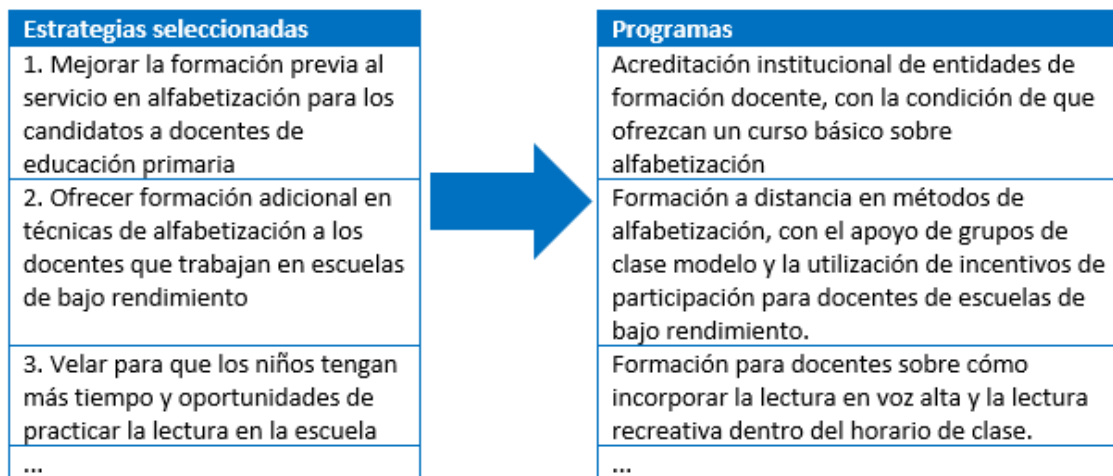 Estrategias seleccionadas
1. Mejorar la formación previa al
servicio en alfabetización para los
candidatos a docentes de
educación primaria
2. Ofrecer formación adicional en
técnicas de alfabetización a los
docentes que trabajan en escuelas
de bajo rendimiento
3. Velar para que los niños tengan
más tiempo y oportunidades de
practicar la lectura en la escuela
...
Programas
Acreditación institucional de entidades de
formación docente, con la condición de que
ofrezcan un curso básico sobre
alfabetización
Formación a distancia en métodos de
alfabetización, con el apoyo de grupos de
clase modelo y la utilización de incentivos de
participación para docentes de escuelas de
bajo rendimiento.
Formación para docentes sobre cómo
incorporar la lectura en voz alta y la lectura
recreativa dentro del horario de clase.
...